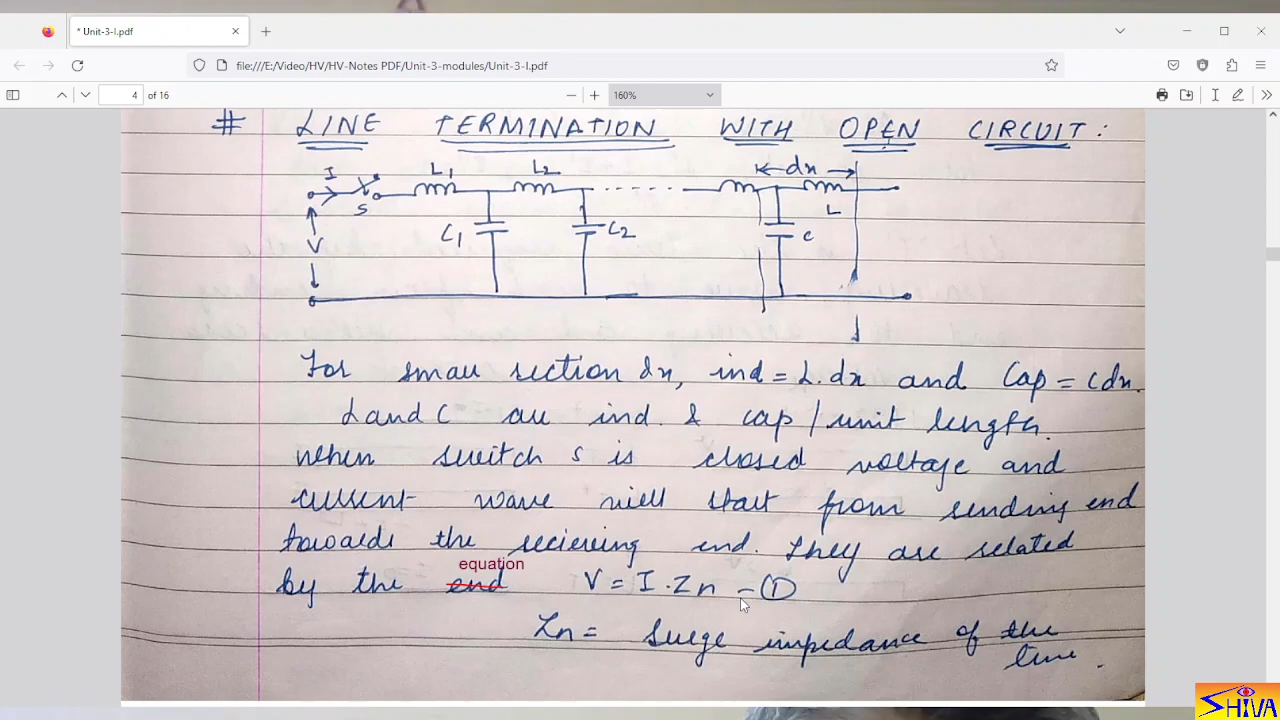 * Unit-3-I.pdf
file:///E:/Video/HV/HV-Notes PDF/Unit-3-modules/Unit-3-I.pdf
4 of 16
160%
# LINE TERMINATION WITH OPEN CIRCUIT:
I L1 L2 dx
S L
V C1 C2 C
For small section dx, ind = L.dx and Cap = Cdx.
L and C are ind. & cap/unit length.
When switch S is closed voltage and
current wave will start from sending end
towards the recieveing end. They are related
equation
by the end V = I.Zn - ①
Zn = Surge impedance of the
line.
SHIVA